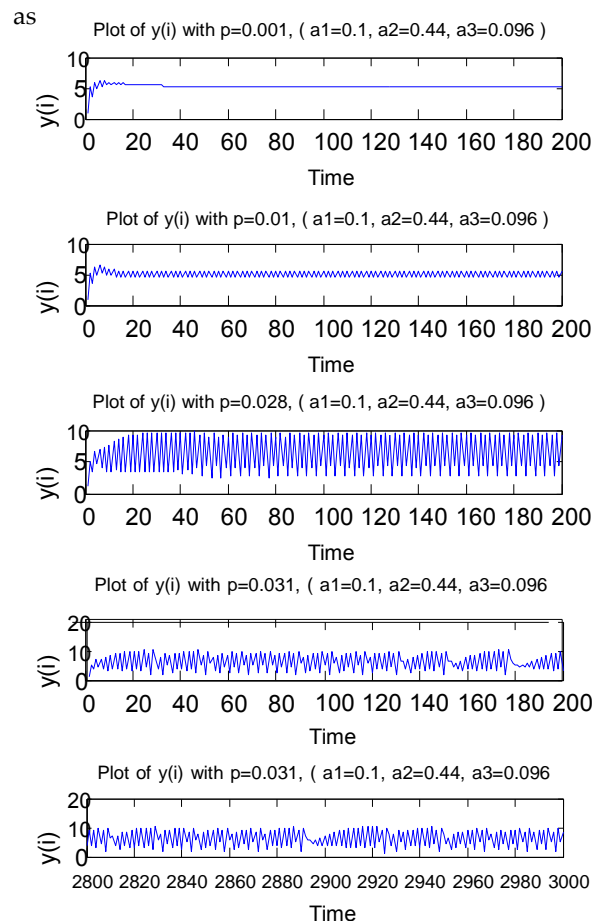 as
Plot of y(i) with p=0.001, ( a1=0.1, a2=0.44, a3=0.096 )
10
5
0
y(i)
0 20 40 60 80 100 120 140 160 180 200
Time
Plot of y(i) with p=0.01, ( a1=0.1, a2=0.44, a3=0.096 )
10
5
0
y(i)
0 20 40 60 80 100 120 140 160 180 200
Time
Plot of y(i) with p=0.028, ( a1=0.1, a2=0.44, a3=0.096 )
10
5
0
y(i)
0 20 40 60 80 100 120 140 160 180 200
Time
Plot of y(i) with p=0.031, ( a1=0.1, a2=0.44, a3=0.096
20
10
0
y(i)
0 20 40 60 80 100 120 140 160 180 200
Time
Plot of y(i) with p=0.031, ( a1=0.1, a2=0.44, a3=0.096
20
10
0
y(i)
2800 2820 2840 2860 2880 2900 2920 2940 2960 2980 3000
Time